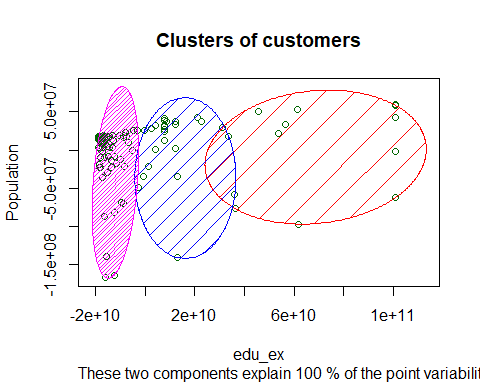 Clusters of customers
5.0e+07
-5.0e+07
-1.5e+08
Population
-2e+10 2e+10 6e+10 1e+11
edu_ex
These two components explain 100 % of the point variabilit